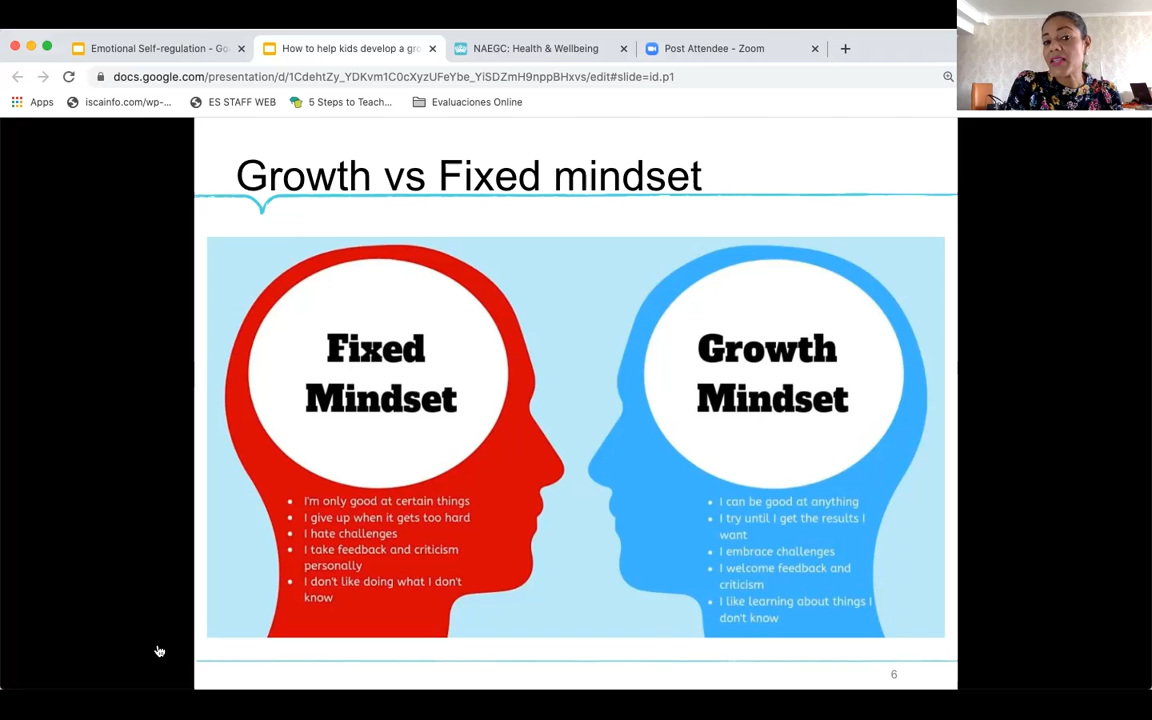 Emotional Self-regulation - Go
How to help kids develop a gro
NAEGC: Health & Wellbeing
Post Attendee - Zoom
docs.google.com/presentation/d/1CdehtZy_YDKvm1C0cXyzUFeYbe_YiSDZmH9nppBHxvs/edit#slide=id.p1
Apps
iscainfo.com/wp-...
ES STAFF WEB
5 Steps to Teach...
Evaluaciones Online
Growth vs Fixed mindset
Fixed
Mindset
• I'm only good at certain things
• I give up when it gets too hard
• I hate challenges
• I take feedback and criticism
personally
• I don't like doing what I don't
know
Growth
Mindset
• I can be good at anything
• I try until I get the results I
want
• I embrace challenges
• I welcome feedback and
criticism
• I like learning about things I
don't know
6